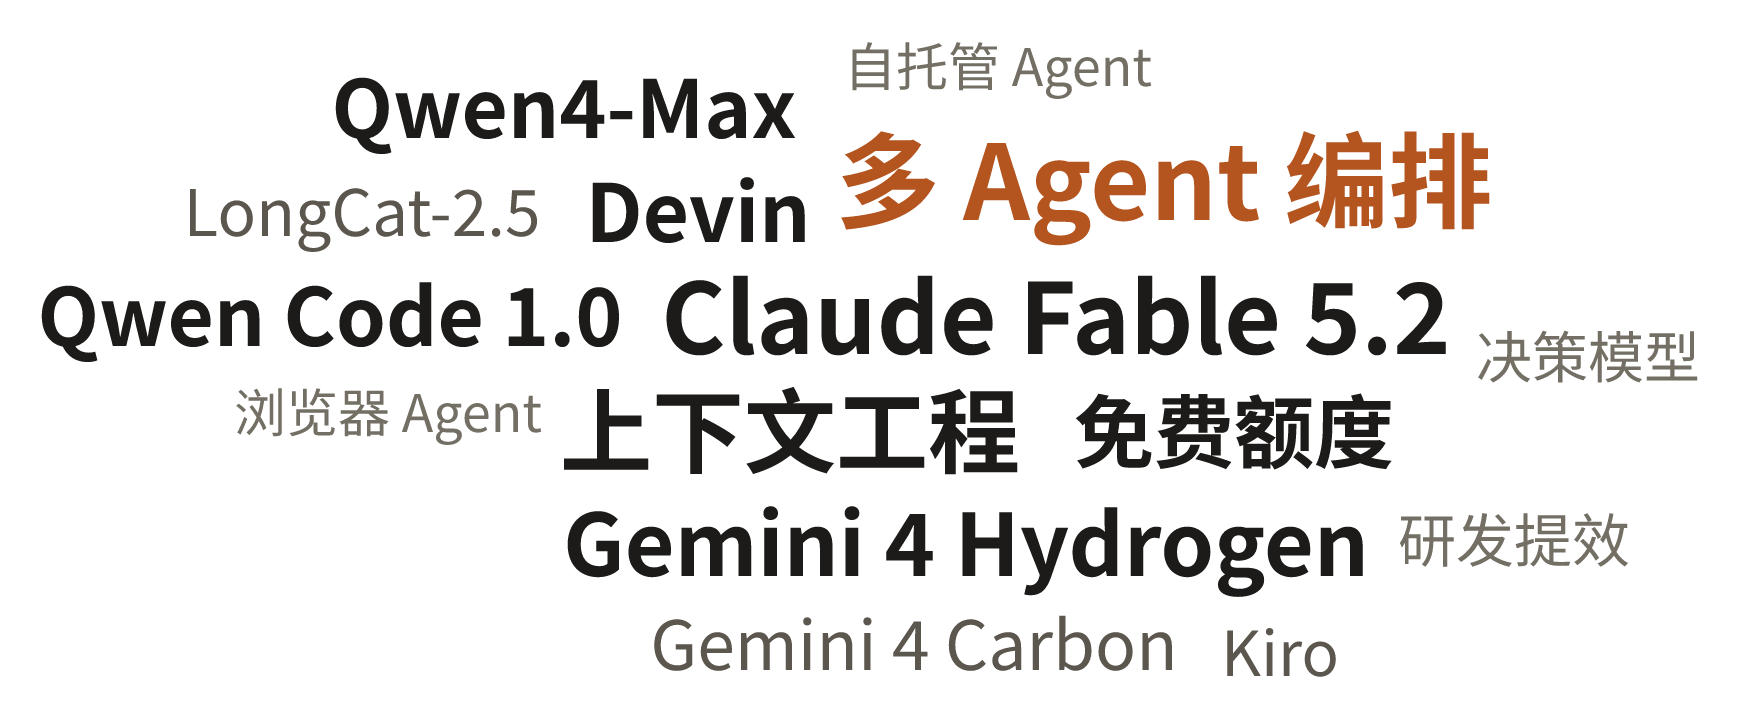 自托管 Agent
Qwen4-Max
多 Agent 编排
LongCat-2.5
Devin
Qwen Code 1.0
Claude Fable 5.2
决策模型
浏览器 Agent
上下文工程
免费额度
Gemini 4 Hydrogen
研发提效
Gemini 4 Carbon
Kiro